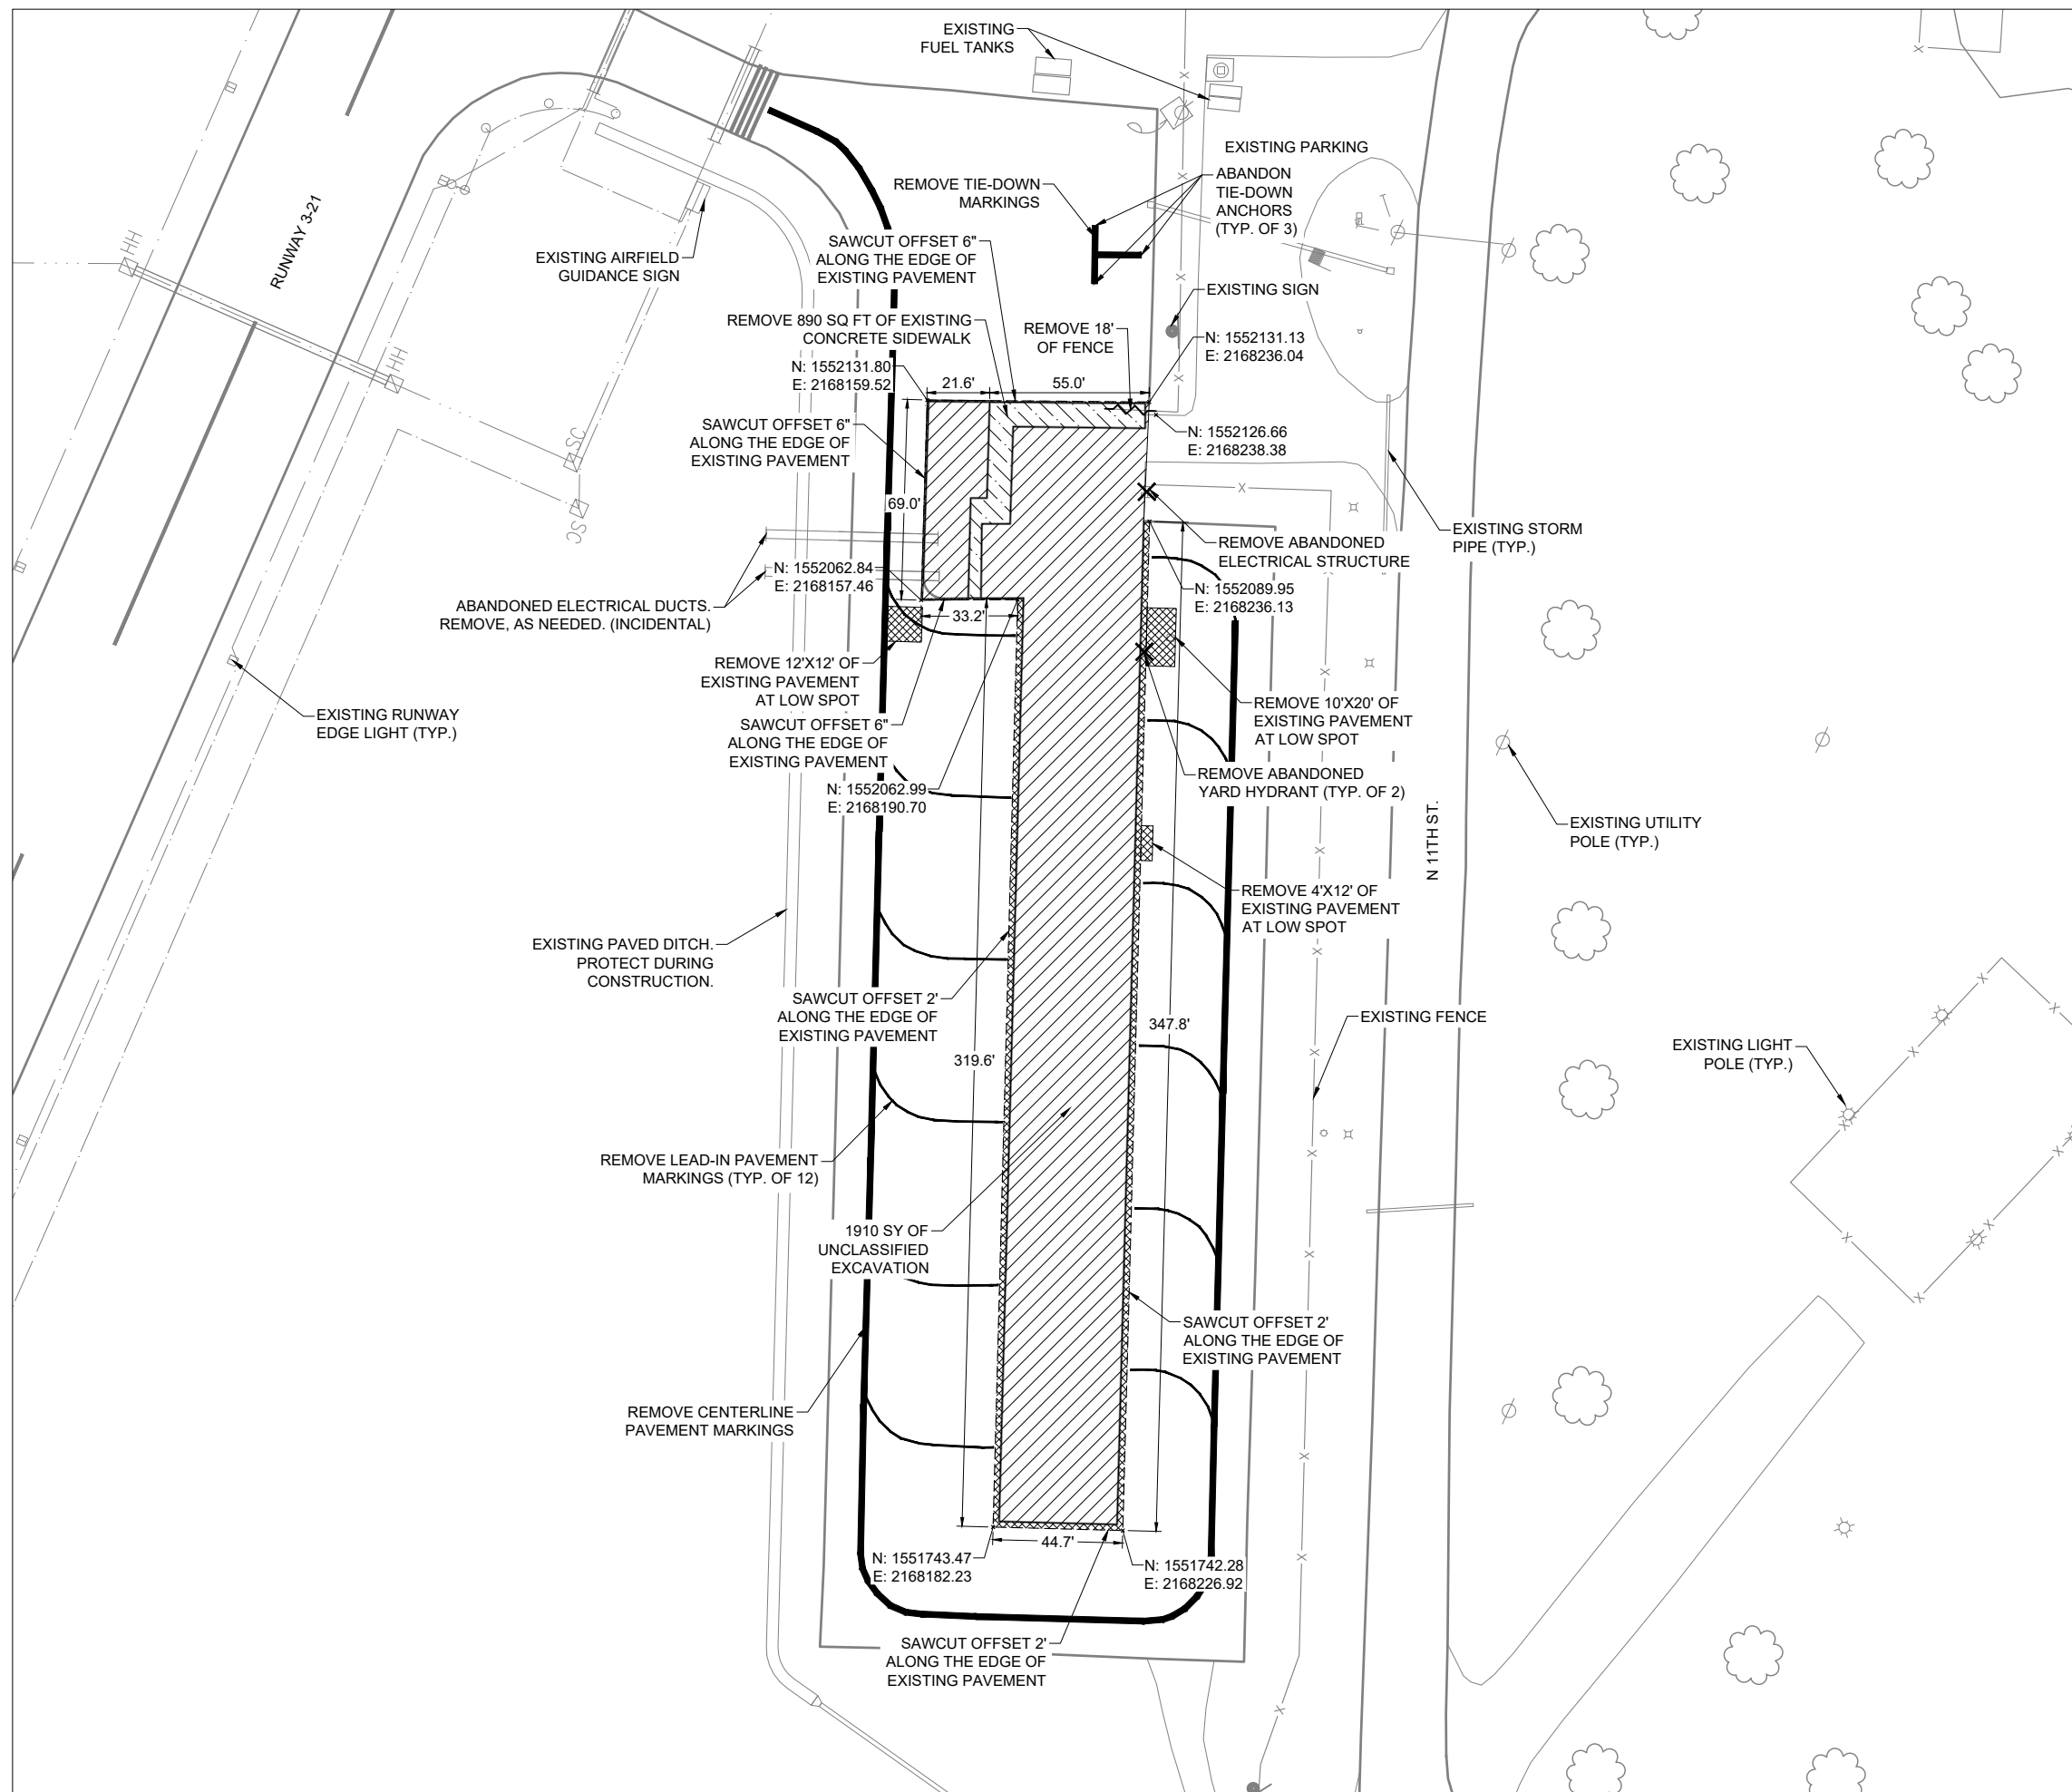 EXISTING
FUEL TANKS
EXISTING PARKING
ABANDON
TIE-DOWN
ANCHORS
(TYP. OF 3)
REMOVE TIE-DOWN
MARKINGS
RUNWAY 3-21
EXISTING AIRFIELD
GUIDANCE SIGN
SAWCUT OFFSET 6"
ALONG THE EDGE OF
EXISTING PAVEMENT
EXISTING SIGN
REMOVE 890 SQ FT OF EXISTING
CONCRETE SIDEWALK
REMOVE 18'
OF FENCE
N: 1552131.13
E: 2168236.04
N: 1552131.80
E: 2168159.52
21.6'
55.0'
SAWCUT OFFSET 6"
ALONG THE EDGE OF
EXISTING PAVEMENT
N: 1552126.66
E: 2168238.38
SC
SC
69.0'
EXISTING STORM
PIPE (TYP.)
REMOVE ABANDONED
ELECTRICAL STRUCTURE
N: 1552062.84
E: 2168157.46
N: 1552089.95
E: 2168236.13
ABANDONED ELECTRICAL DUCTS.
REMOVE, AS NEEDED. (INCIDENTAL)
33.2'
REMOVE 12'X12' OF
EXISTING PAVEMENT
AT LOW SPOT
EXISTING RUNWAY
EDGE LIGHT (TYP.)
REMOVE 10'X20' OF
EXISTING PAVEMENT
AT LOW SPOT
SAWCUT OFFSET 6"
ALONG THE EDGE OF
EXISTING PAVEMENT
REMOVE ABANDONED
YARD HYDRANT (TYP. OF 2)
N: 1552062.99
E: 2168190.70
N 11TH ST.
EXISTING UTILITY
POLE (TYP.)
REMOVE 4'X12' OF
EXISTING PAVEMENT
AT LOW SPOT
EXISTING PAVED DITCH.
PROTECT DURING
CONSTRUCTION.
SAWCUT OFFSET 2'
ALONG THE EDGE OF
EXISTING PAVEMENT
347.8'
EXISTING FENCE
319.6'
EXISTING LIGHT
POLE (TYP.)
REMOVE LEAD-IN PAVEMENT
MARKINGS (TYP. OF 12)
1910 SY OF
UNCLASSIFIED
EXCAVATION
SAWCUT OFFSET 2'
ALONG THE EDGE OF
EXISTING PAVEMENT
REMOVE CENTERLINE
PAVEMENT MARKINGS
44.7'
N: 1551743.47
E: 2168182.23
N: 1551742.28
E: 2168226.92
SAWCUT OFFSET 2'
ALONG THE EDGE OF
EXISTING PAVEMENT